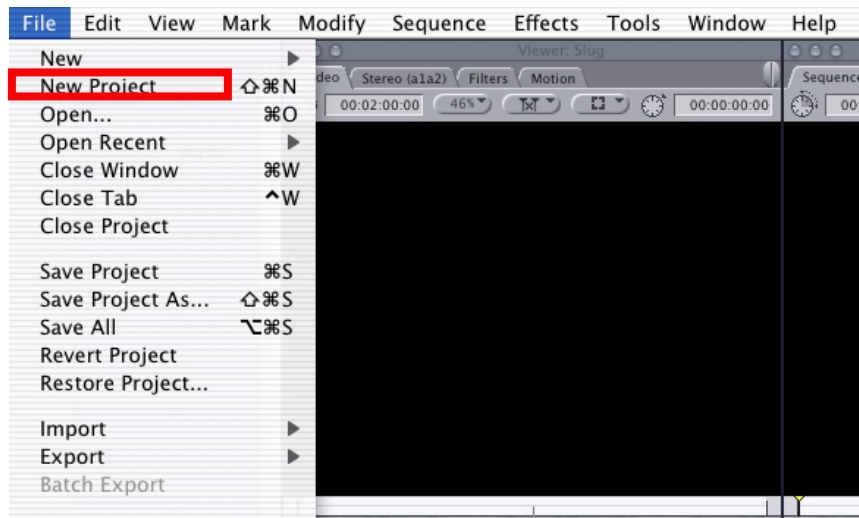 File Edit View Mark Modify Sequence Effects Tools Window Help
New
New Project ⇧⌘N
Open... ⌘O
Open Recent
Close Window ⌘W
Close Tab ^W
Close Project
Save Project ⌘S
Save Project As... ⇧⌘S
Save All ⌥⌘S
Revert Project
Restore Project...
Import
Export
Batch Export
Viewer: Slug
Stereo (a1a2) Filters Motion
00:02:00:00 46% 00:00:00:00
Sequence
00